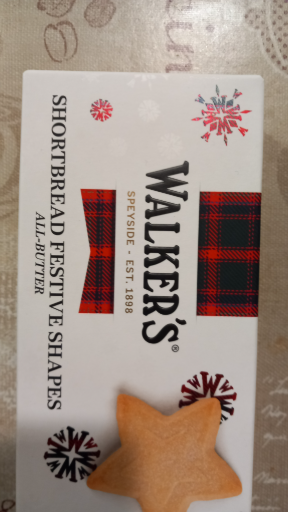 WALKER'S®
SPEYSIDE - EST. 1898
SHORTBREAD FESTIVE SHAPES
ALL-BUTTER